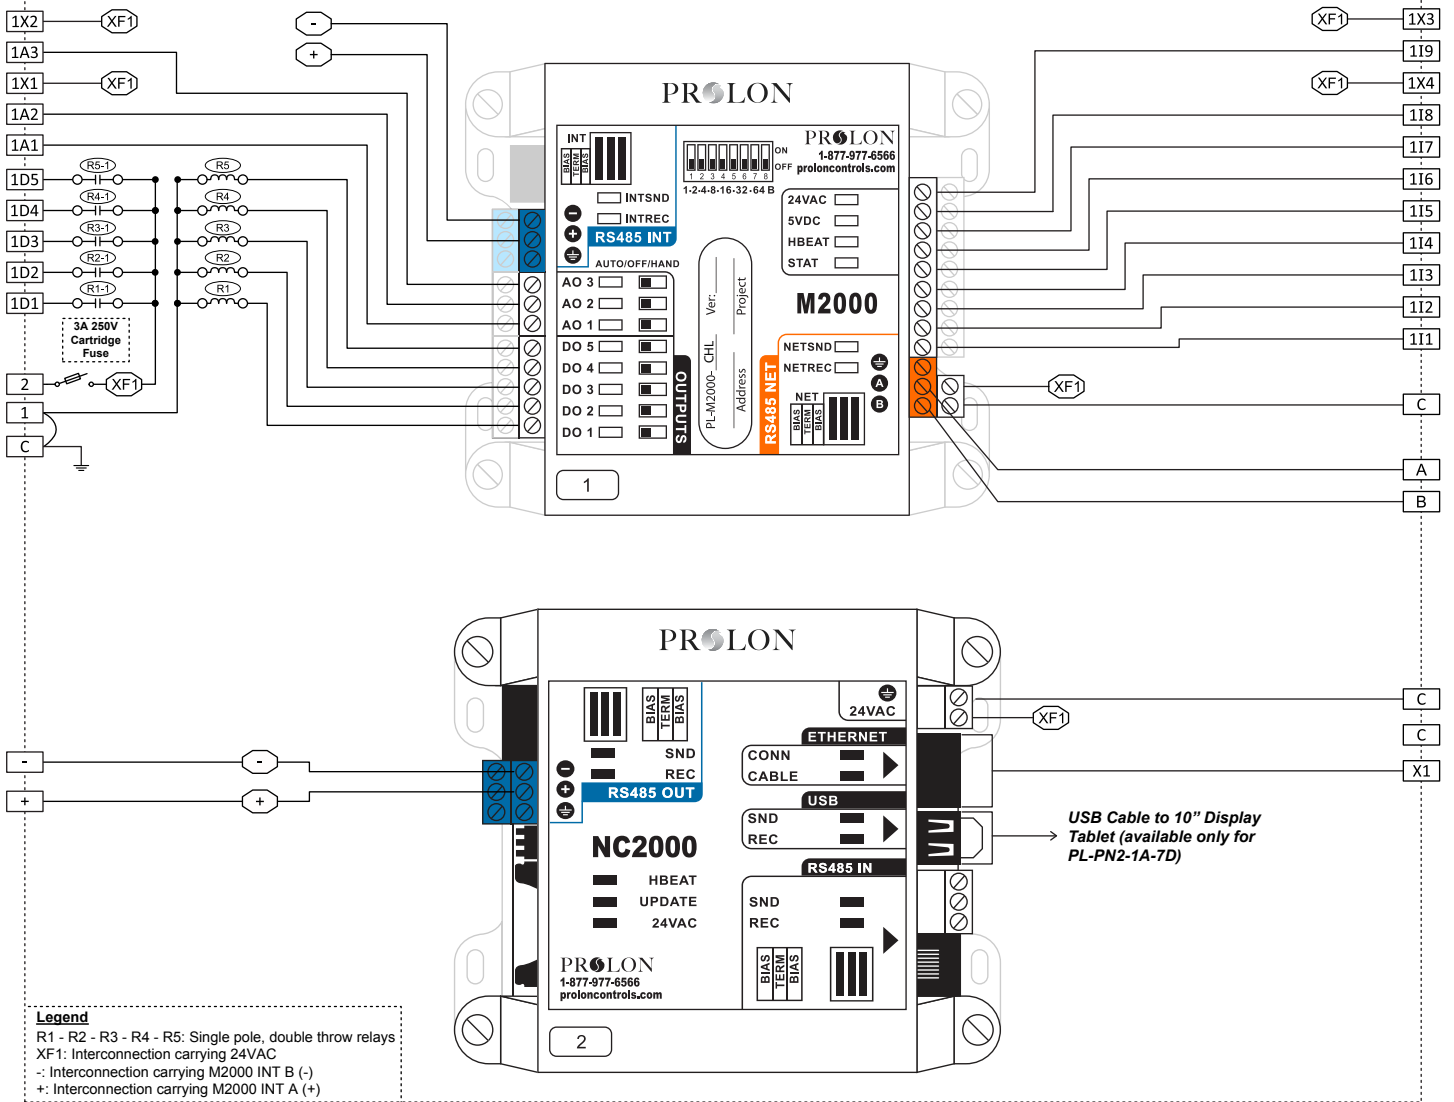 1X2
XF1
1A3
1X1
XF1
1A2
1A1
1D5
R5-1
R5
1D4
R4-1
R4
1D3
R3-1
R3
1D2
R2-1
R2
1D1
R1-1
R1
3A 250V
Cartridge
Fuse
2
XF1
1
C
-
+
PROLON
INT
BIAS
TERM
BIAS
INTSND
INTREC
RS485 INT
AUTO/OFF/HAND
AO 3
AO 2
AO 1
DO 5
DO 4
DO 3
DO 2
DO 1
OUTPUTS
ON
OFF
1 2 3 4 5 6 7 8
1-2-4-8-16-32-64 B
PROLON
1-877-977-6566
proloncontrols.com
24VAC
5VDC
HBEAT
STAT
M2000
PL-M2000- CHL Ver:
Address Project
RS485 NET
NETSND
NETREC
A
B
NET
BIAS
TERM
BIAS
1
XF1
1X3
1I9
XF1
1X4
1I8
1I7
1I6
1I5
1I4
1I3
1I2
1I1
XF1
C
A
B
PROLON
BIAS
TERM
BIAS
SND
REC
RS485 OUT
24VAC
ETHERNET
CONN
CABLE
USB
SND
REC
RS485 IN
SND
REC
BIAS
TERM
BIAS
NC2000
HBEAT
UPDATE
24VAC
PROLON
1-877-977-6566
proloncontrols.com
2
-
-
+
+
C
XF1
C
X1
USB Cable to 10” Display
Tablet (available only for
PL-PN2-1A-7D)
Legend
R1 - R2 - R3 - R4 - R5: Single pole, double throw relays
XF1: Interconnection carrying 24VAC
-: Interconnection carrying M2000 INT B (-)
+: Interconnection carrying M2000 INT A (+)